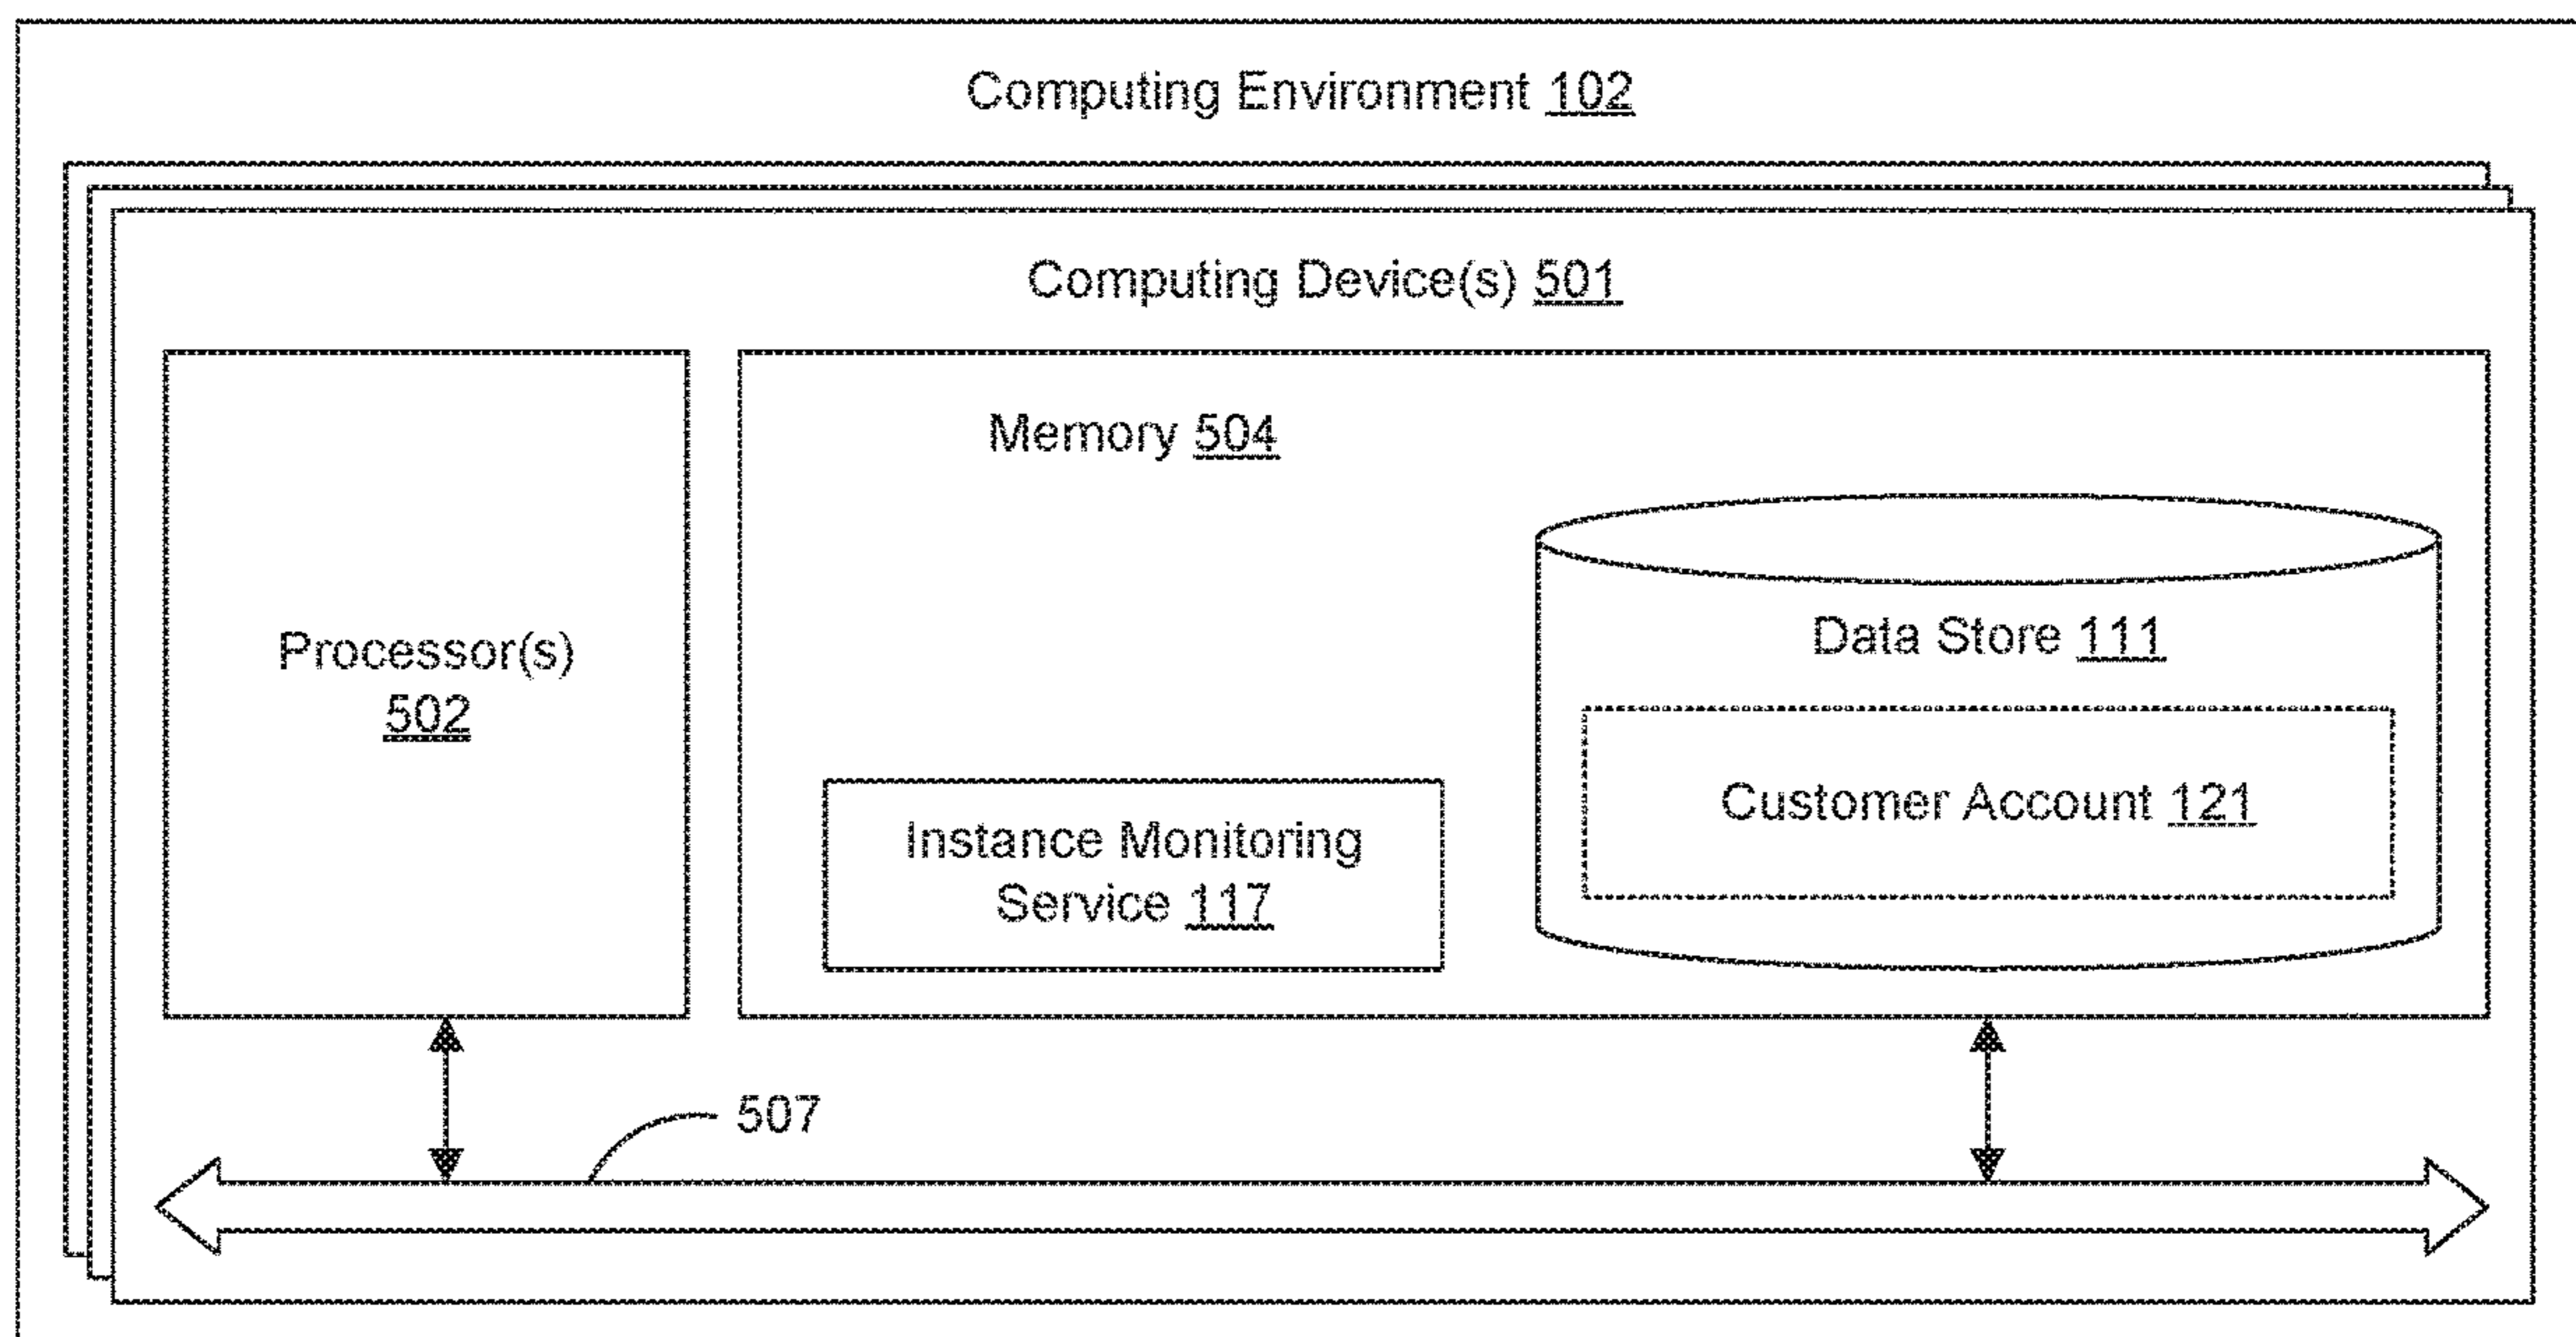 Computing Environment 102
Computing Device(s) 501
Memory 504
Processor(s)
502
Data Store 111
Customer Account 121
Instance Monitoring
Service 117
507